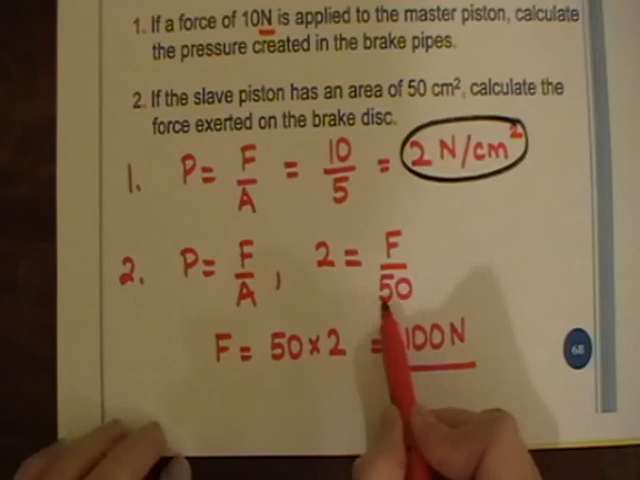 1. If a force of 10N is applied to the master piston, calculate
the pressure created in the brake pipes.
2. If the slave piston has an area of 50 cm², calculate the
force exerted on the brake disc.
1. P = F/A = 10/5 = 2 N/cm²
2. P = F/A, 2 = F/50
F = 50 × 2 = 100N
68